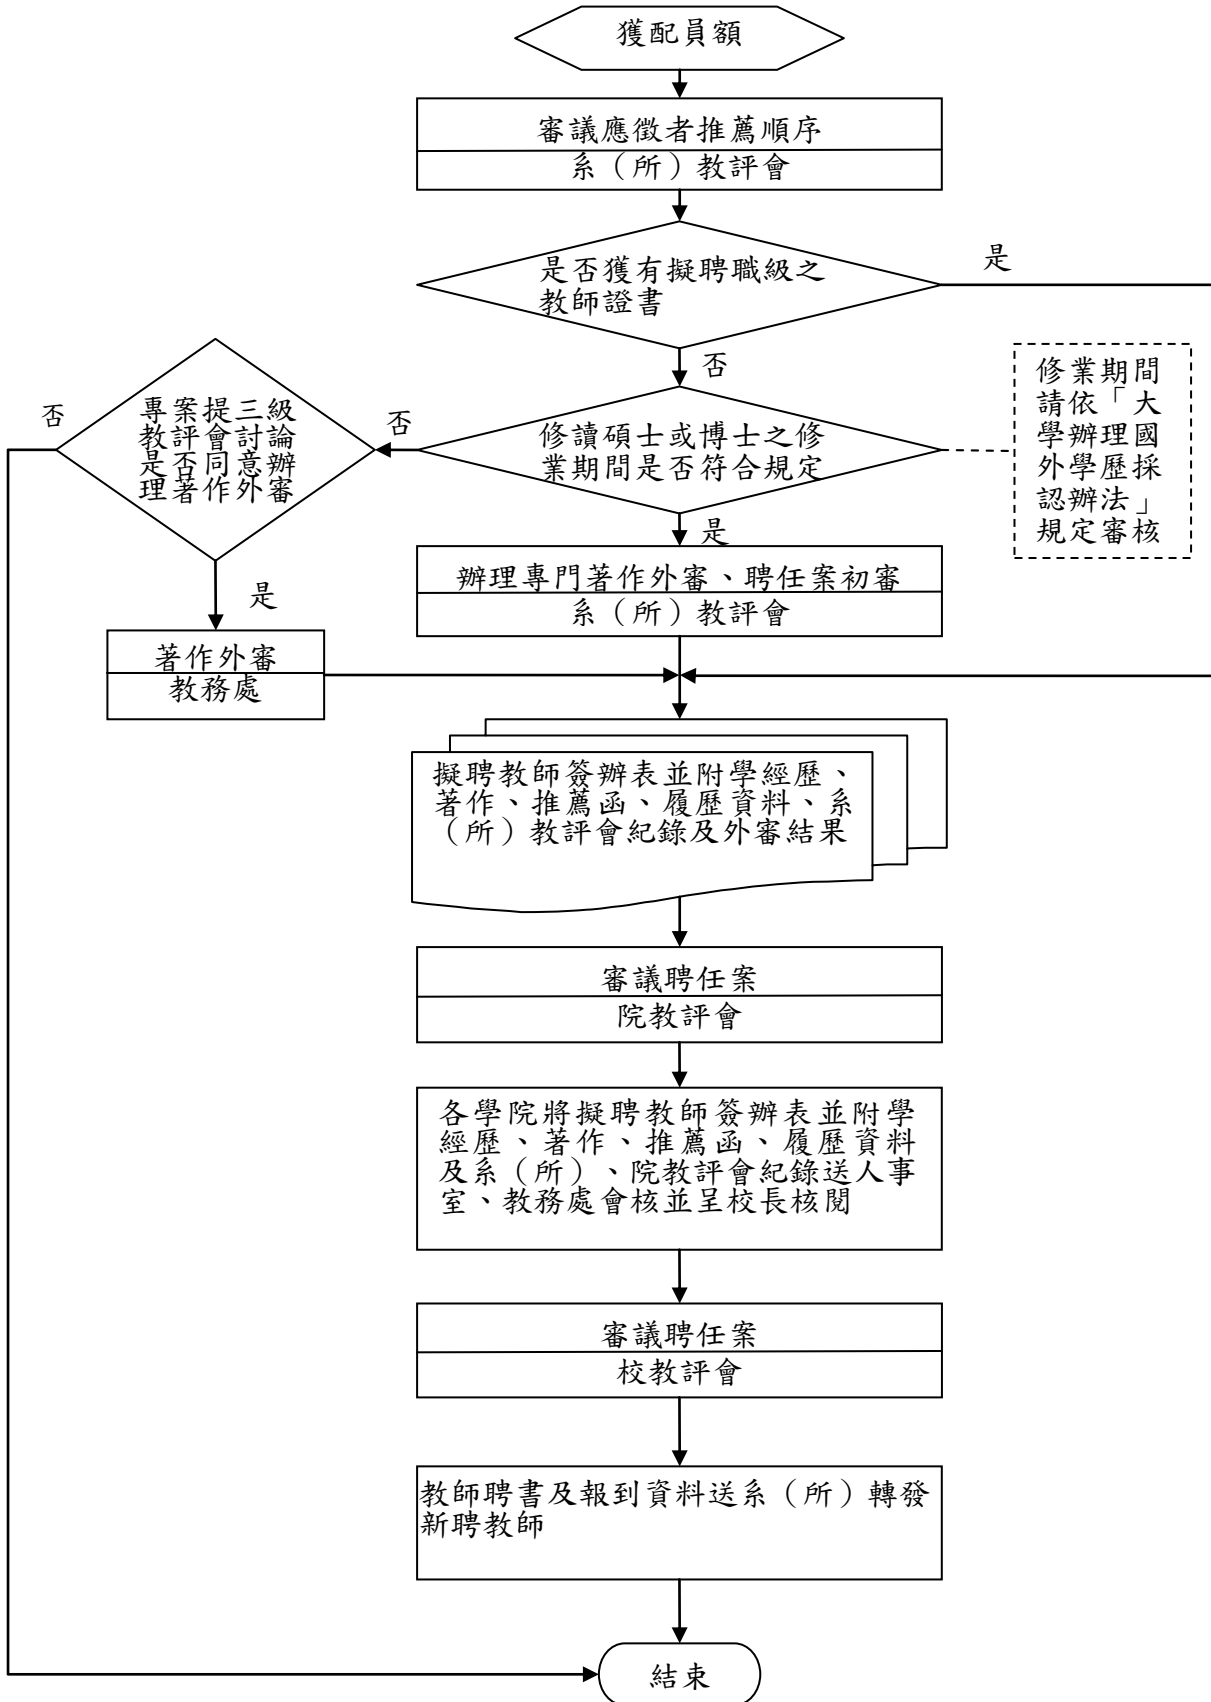 獲配員額
審議應徵者推薦順序
系（所）教評會
是否獲有擬聘職級之
教師證書
是
否
修業期間
請依「大
學辦理國
外學歷採
認辦法」
規定審核
修讀碩士或博士之修
業期間是否符合規定
否
專案提三級
教評會討論
是否同意辦
理著作外審
否
是
是
辦理專門著作外審、聘任案初審
系（所）教評會
著作外審
教務處
擬聘教師簽辦表並附學經歷、
著作、推薦函、履歷資料、系
（所）教評會紀錄及外審結果
審議聘任案
院教評會
各學院將擬聘教師簽辦表並附學
經歷、著作、推薦函、履歷資料
及系（所）、院教評會紀錄送人事
室、教務處會核並呈校長核閱
審議聘任案
校教評會
教師聘書及報到資料送系（所）轉發
新聘教師
結束